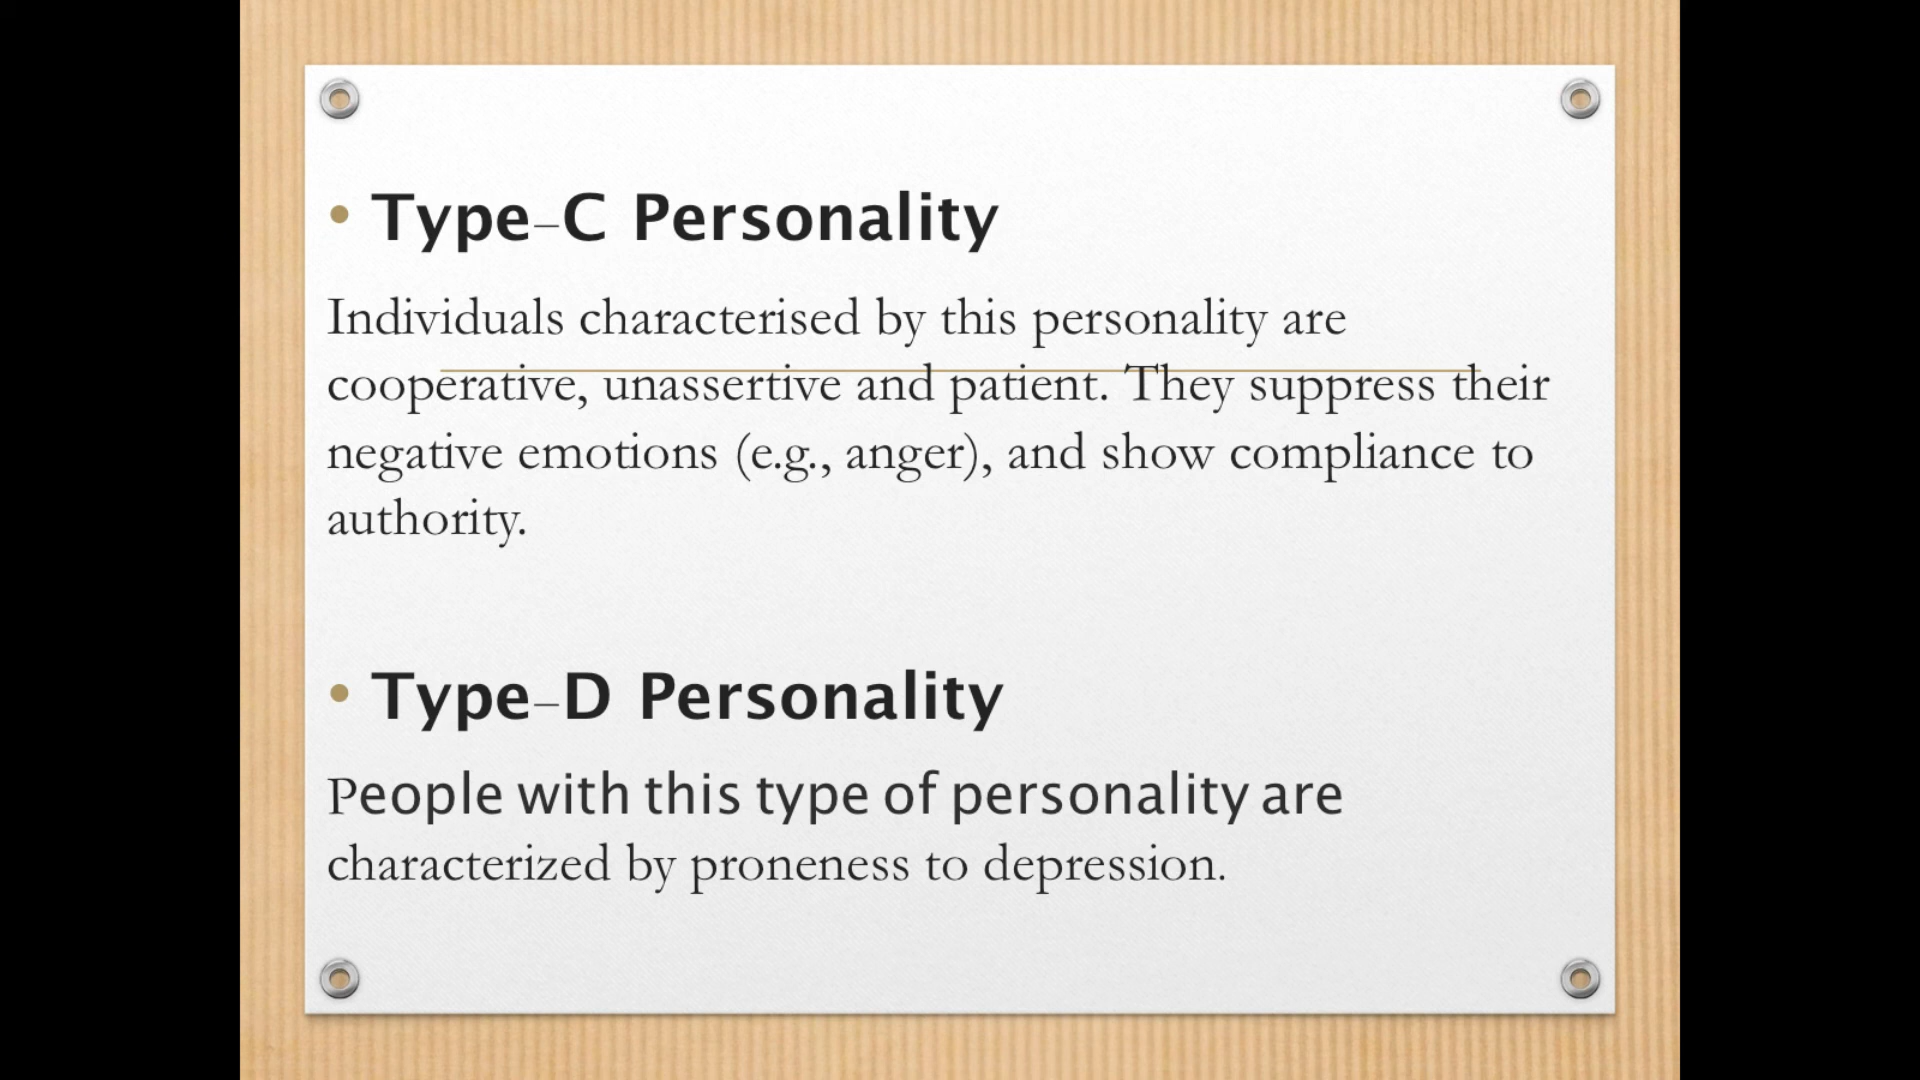 • Type–C Personality
Individuals characterised by this personality are
cooperative, unassertive and patient. They suppress their
negative emotions (e.g., anger), and show compliance to
authority.
• Type–D Personality
People with this type of personality are
characterized by proneness to depression.